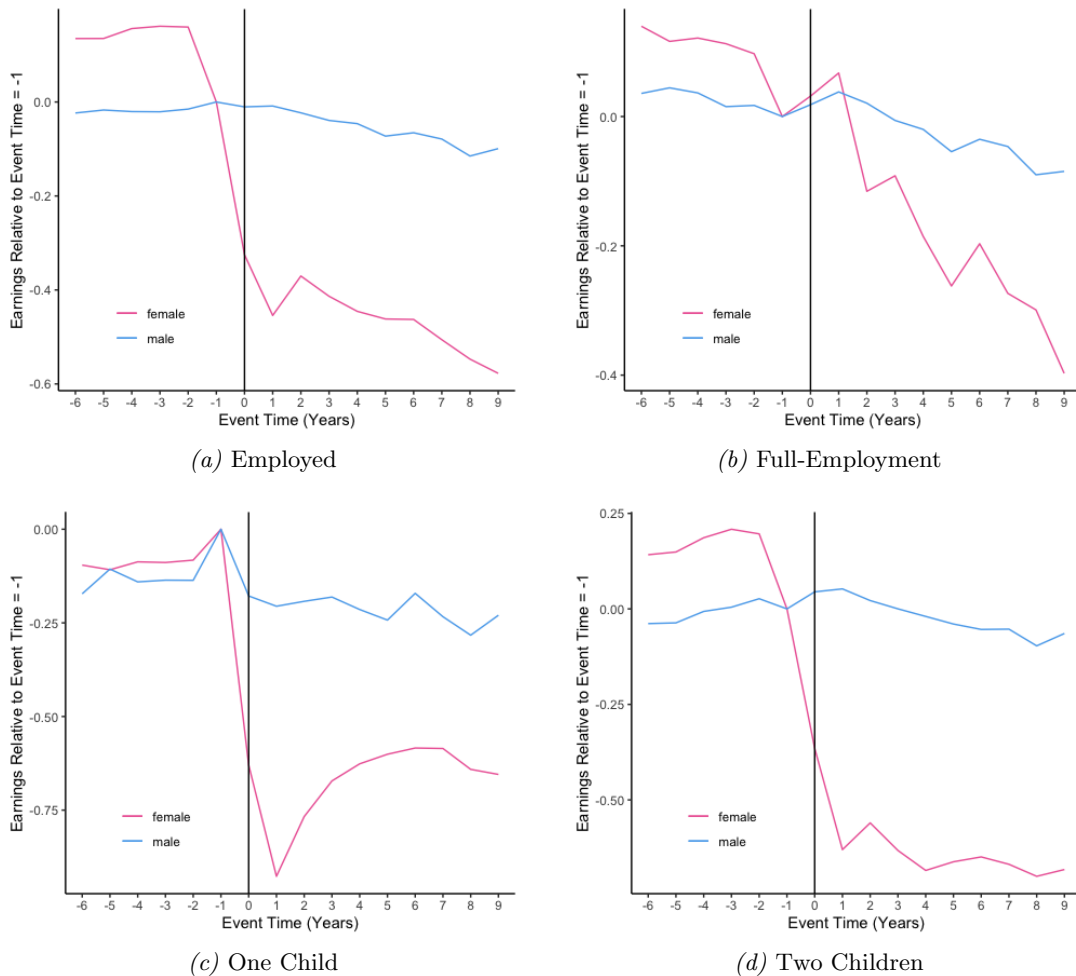 Earnings Relative to Event Time = -1
0.0
-0.2
-0.4
-0.6
female
male
-6 -5 -4 -3 -2 -1 0 1 2 3 4 5 6 7 8 9
Event Time (Years)
(a) Employed
Earnings Relative to Event Time = -1
0.0
-0.2
-0.4
female
male
-6 -5 -4 -3 -2 -1 0 1 2 3 4 5 6 7 8 9
Event Time (Years)
(b) Full-Employment
Earnings Relative to Event Time = -1
0.00
-0.25
-0.50
-0.75
female
male
-6 -5 -4 -3 -2 -1 0 1 2 3 4 5 6 7 8 9
Event Time (Years)
(c) One Child
Earnings Relative to Event Time = -1
0.25
0.00
-0.25
-0.50
female
male
-6 -5 -4 -3 -2 -1 0 1 2 3 4 5 6 7 8 9
Event Time (Years)
(d) Two Children